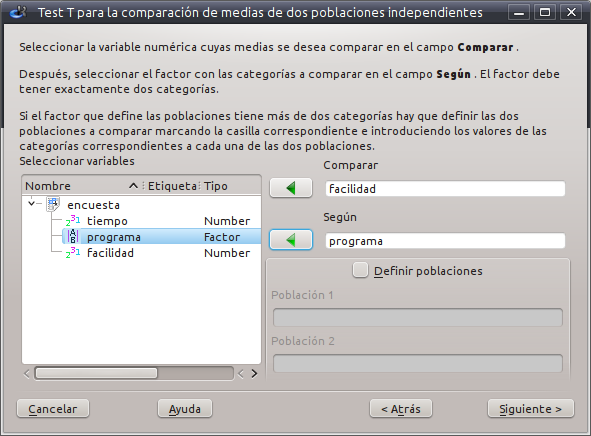 Test T para la comparación de medias de dos poblaciones independientes
Seleccionar la variable numérica cuyas medias se desea comparar en el campo Comparar .
Después, seleccionar el factor con las categorías a comparar en el campo Según . El factor debe
tener exactamente dos categorías.
Si el factor que define las poblaciones tiene más de dos categorías hay que definir las dos
poblaciones a comparar marcando la casilla correspondiente e introduciendo los valores de las
categorías correspondientes a cada una de las dos poblaciones.
Seleccionar variables
Nombre Etiqueta Tipo
encuesta
tiempo Number
programa Factor
facilidad Number
Comparar
facilidad
Según
programa
Definir poblaciones
Población 1
Población 2
Cancelar Ayuda < Atrás Siguiente >